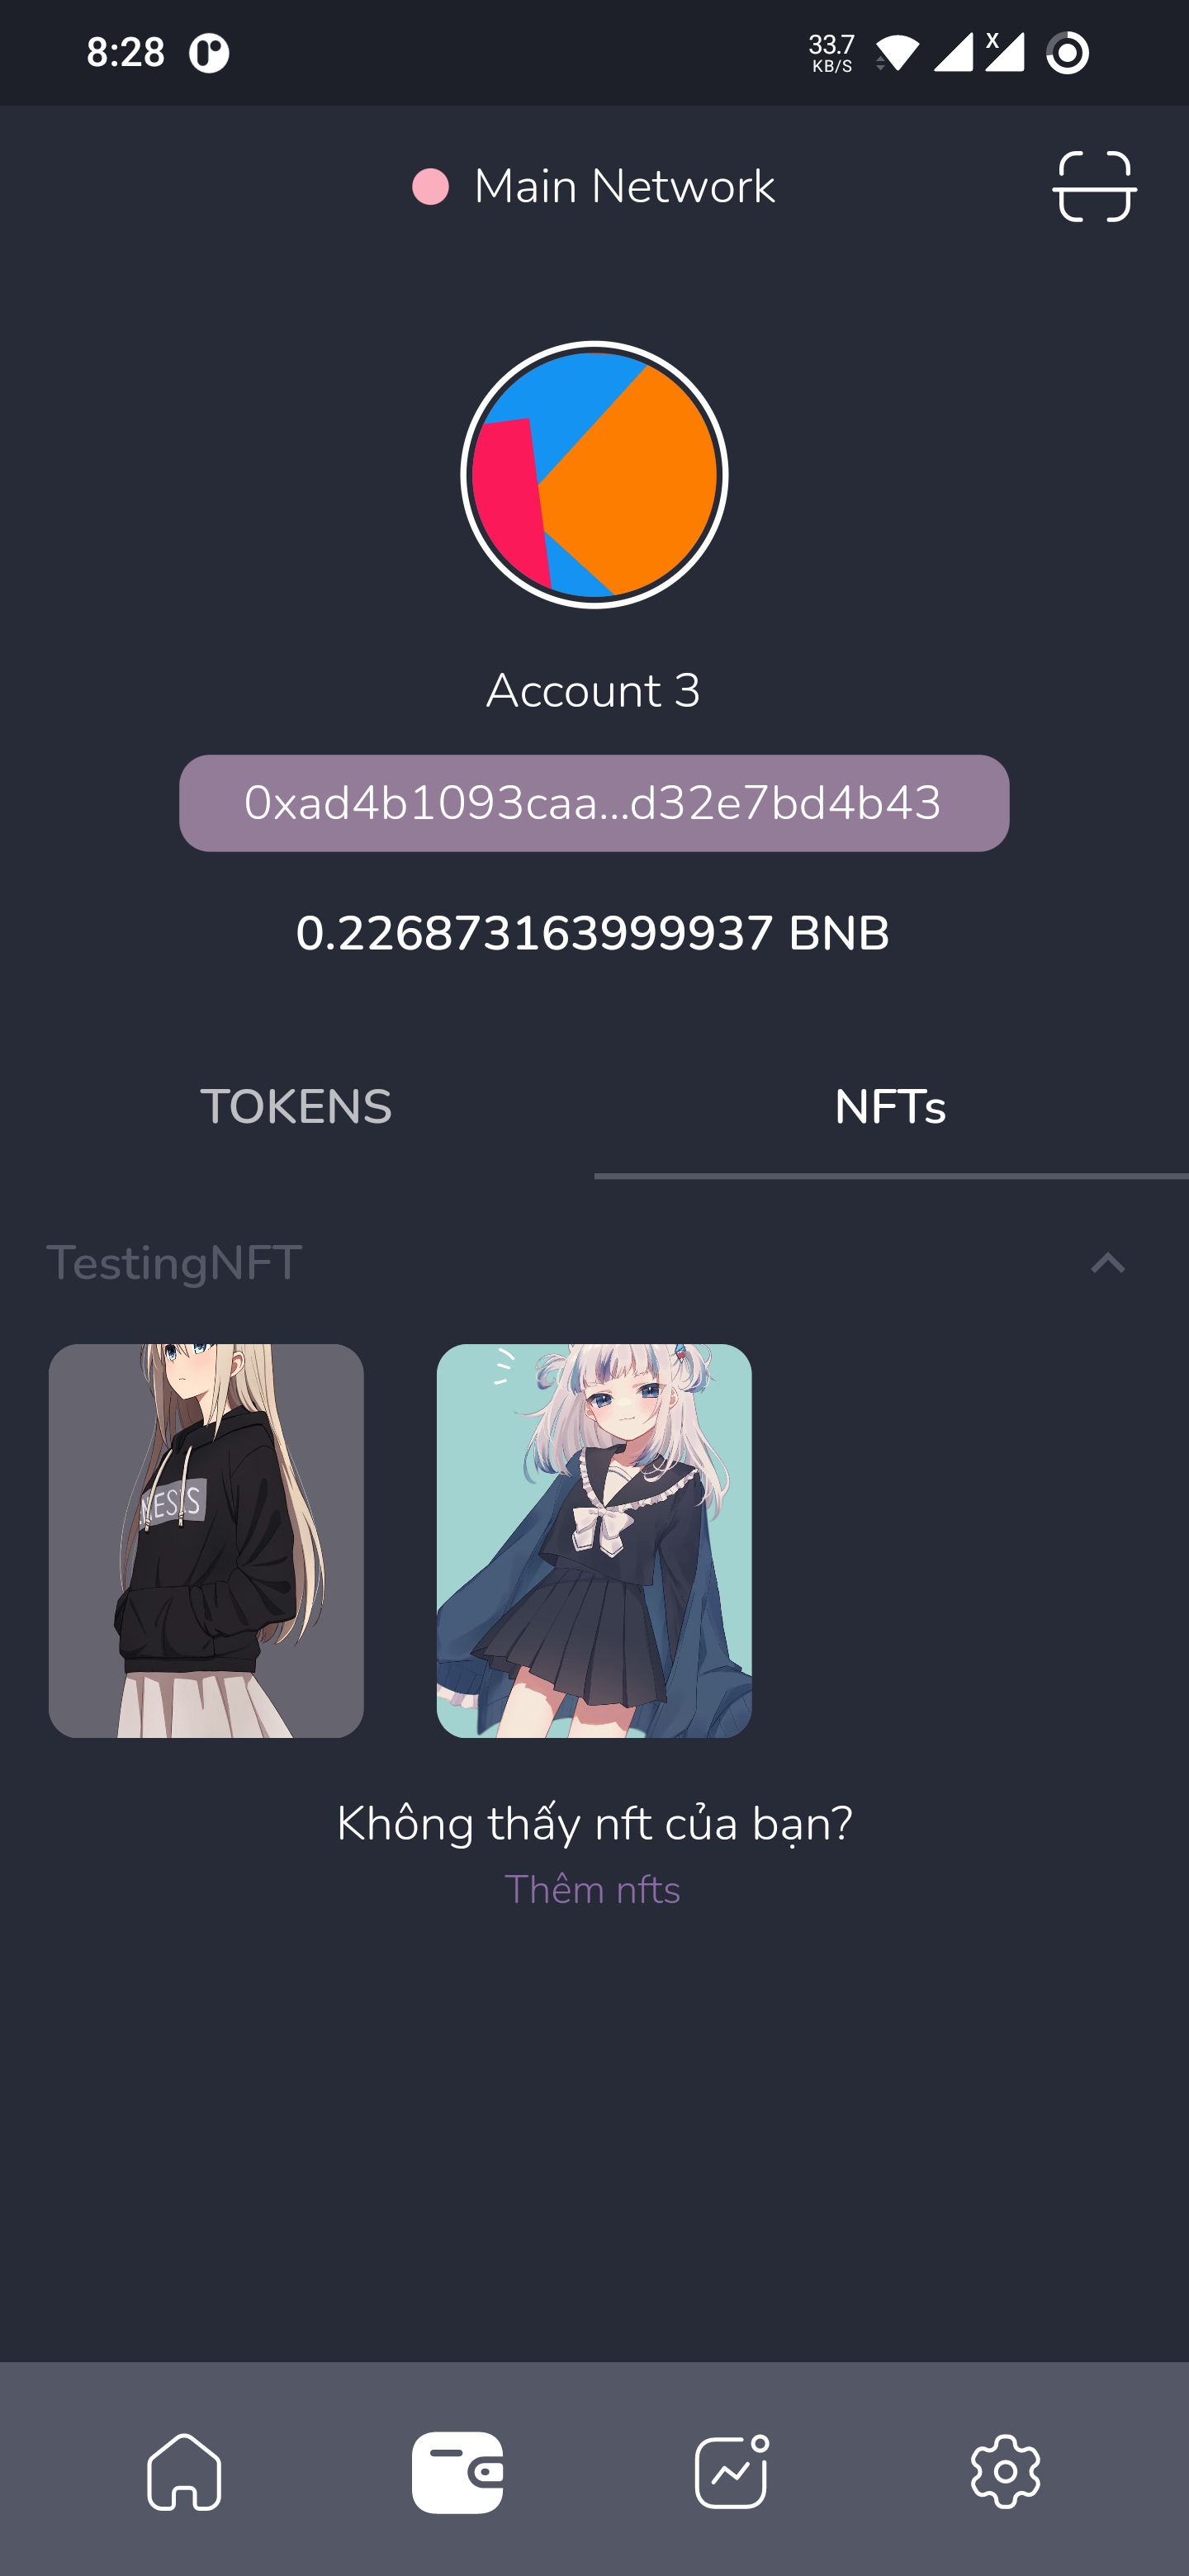 8:28
33.7
KB/S
X
Main Network
Account 3
0xad4b1093caa...d32e7bd4b43
0.226873163999937 BNB
TOKENS
NFTs
TestingNFT
NESIS
Không thấy nft của bạn?
Thêm nfts